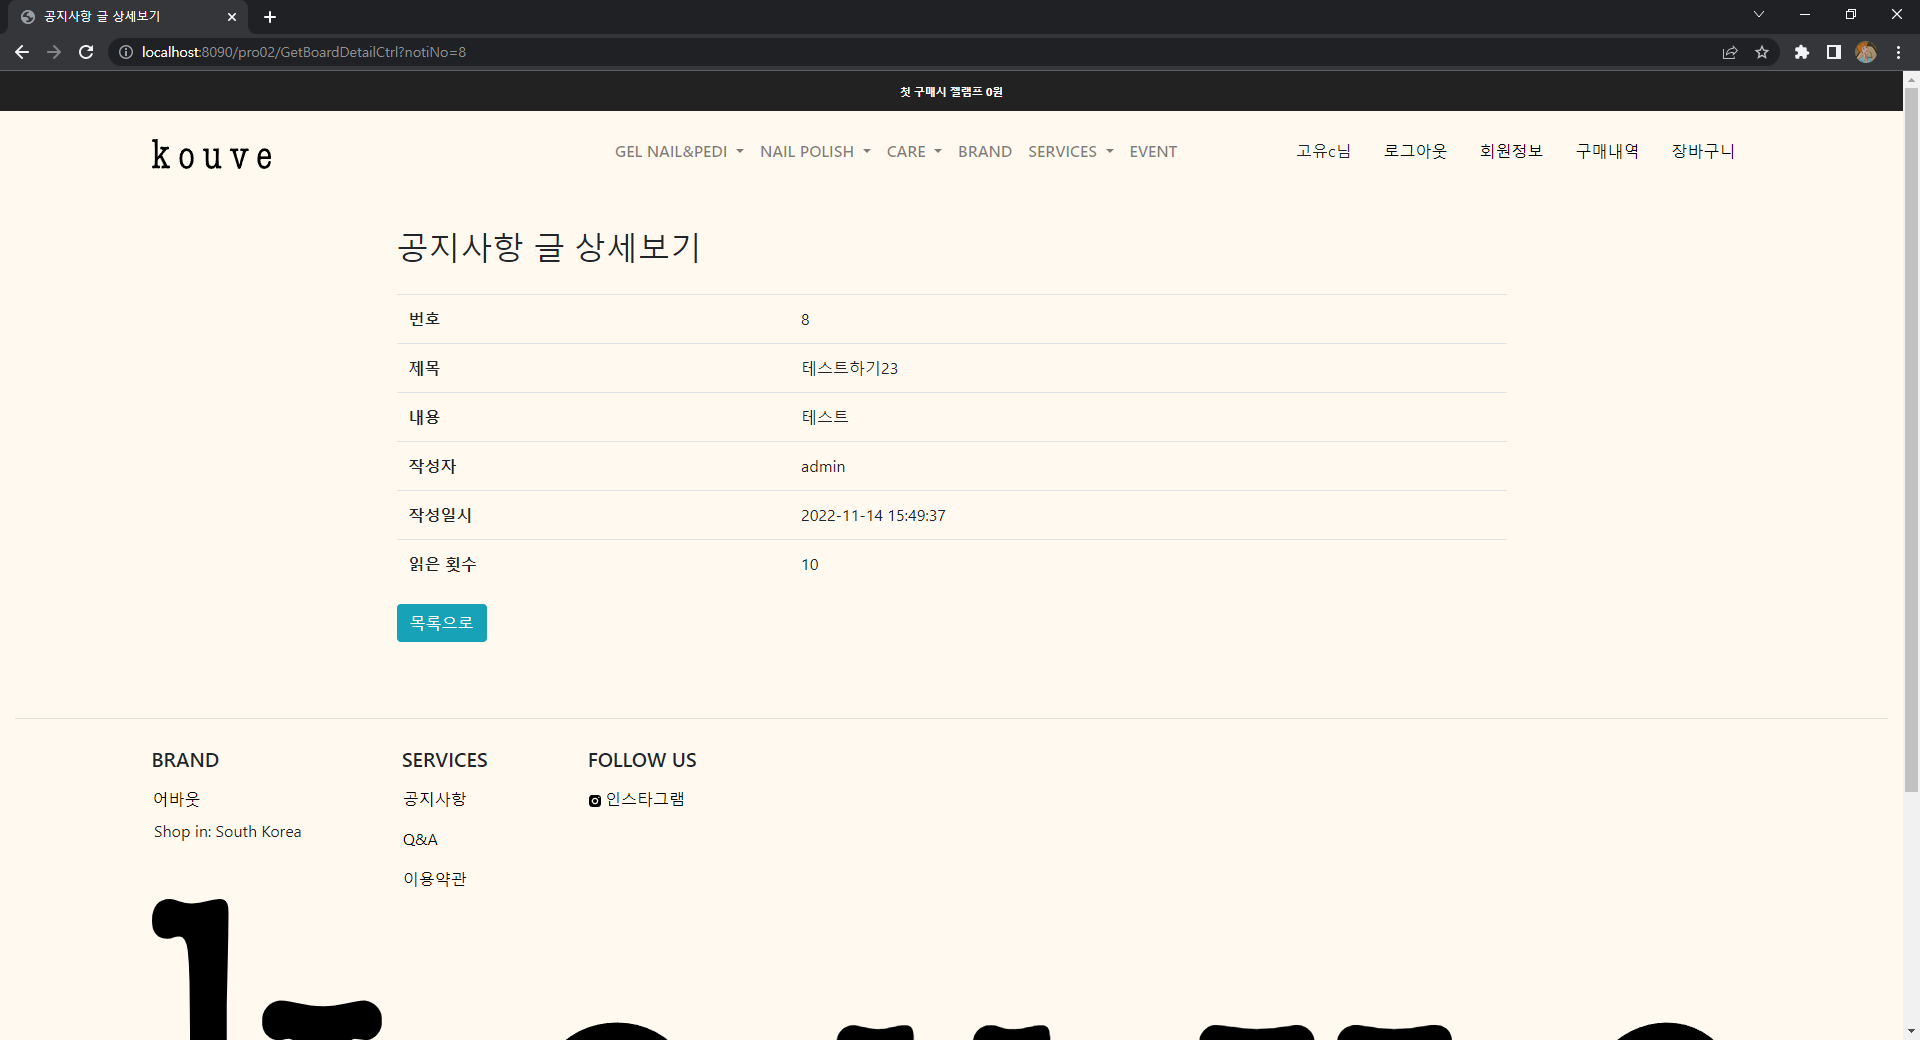 공지사항 글 상세보기
localhost:8090/pro02/GetBoardDetailCtrl?notiNo=8
첫 구매시 젤램프 0원
kouve
GEL NAIL&PEDI NAIL POLISH CARE BRAND SERVICES EVENT
고유c님 로그아웃 회원정보 구매내역 장바구니
공지사항 글 상세보기
번호 8
제목 테스트하기23
내용 테스트
작성자 admin
작성일시 2022-11-14 15:49:37
읽은 횟수 10
목록으로
BRAND
어바웃
Shop in: South Korea
SERVICES
공지사항
Q&A
이용약관
FOLLOW US
인스타그램